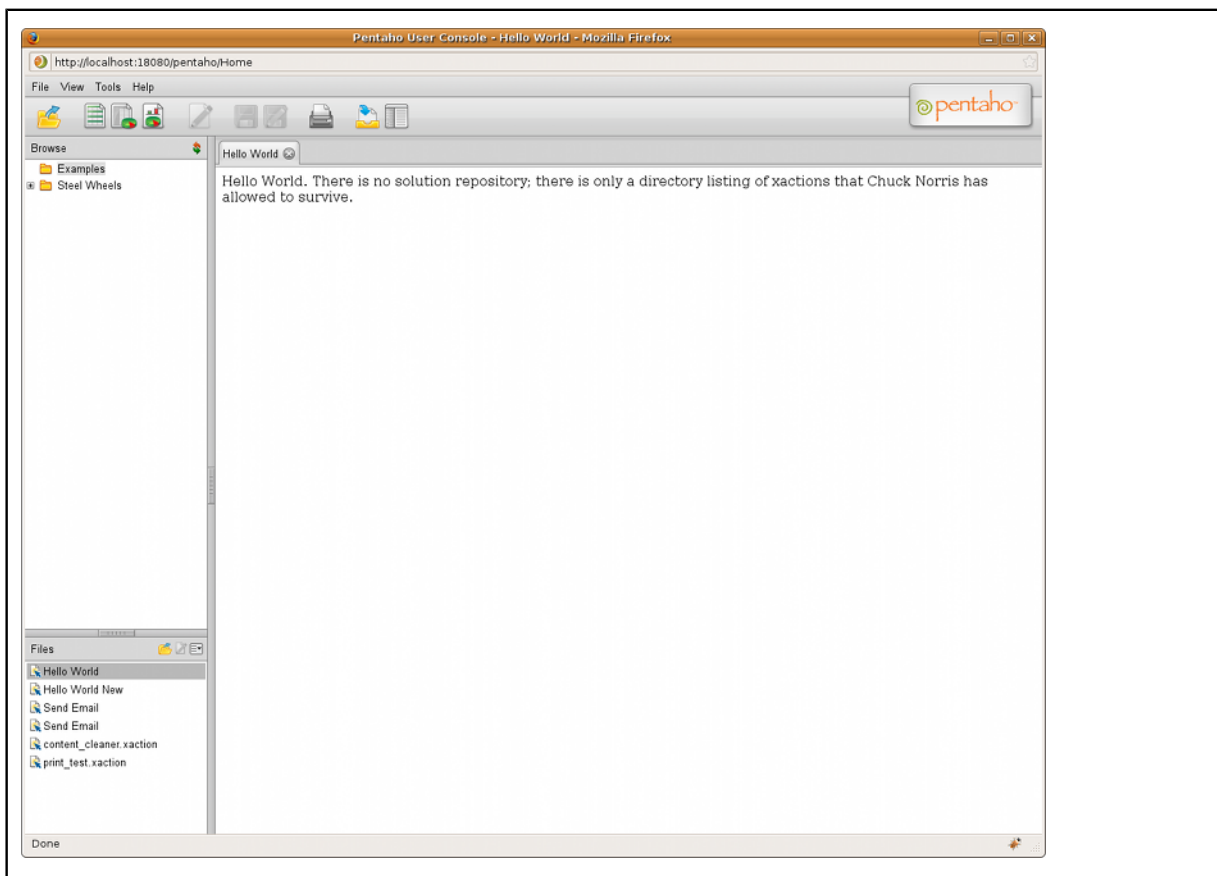 Pentaho User Console - Hello World - Mozilla Firefox
http://localhost:18080/pentaho/Home
File View Tools Help
pentaho
Browse
Hello World
Examples
Steel Wheels
Hello World. There is no solution repository; there is only a directory listing of xactions that Chuck Norris has
allowed to survive.
Files
Hello World
Hello World New
Send Email
Send Email
content_cleaner.xaction
print_test.xaction
Done